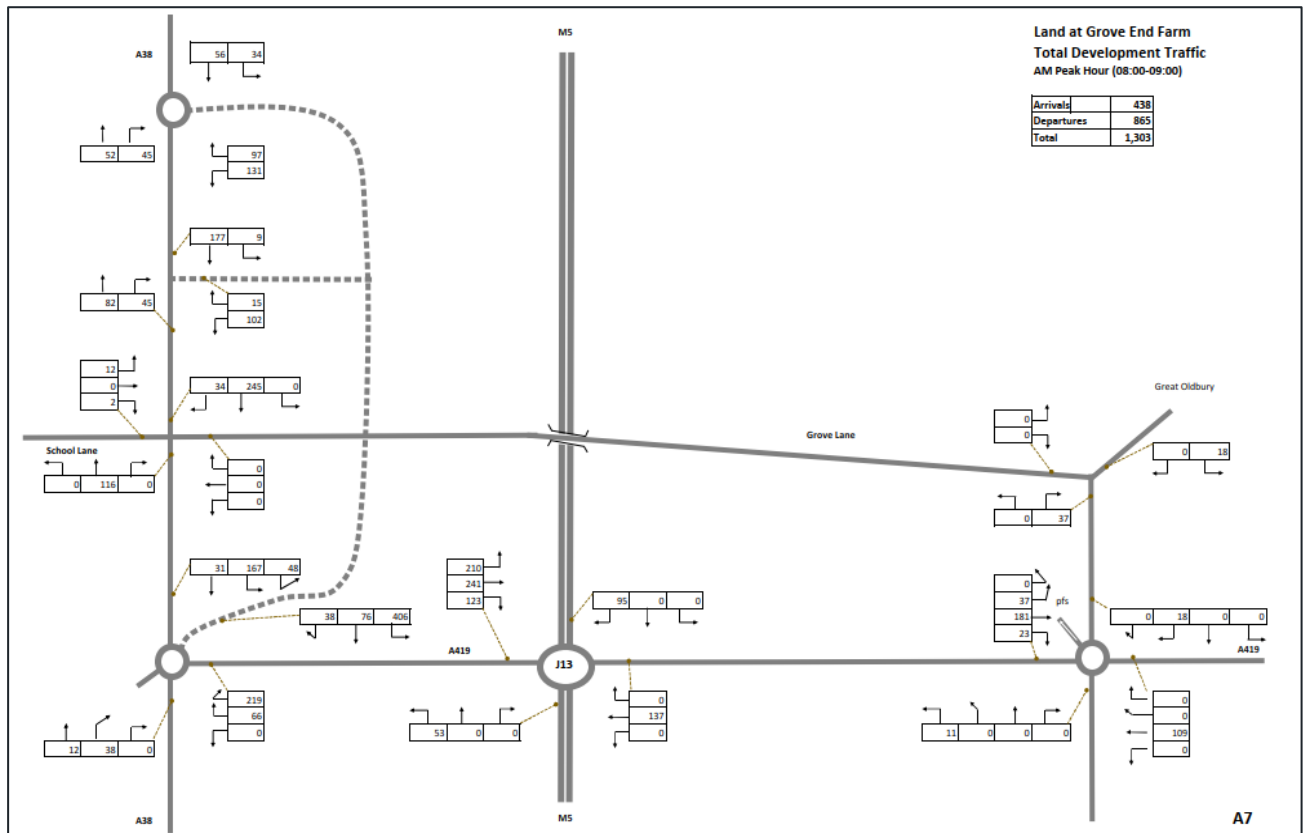 M5
Land at Grove End Farm
Total Development Traffic
AM Peak Hour (08:00-09:00)
A38
56 34
Arrivals 438
Departures 865
Total 1,303
52 45
97
131
177 9
82 45
15
102
12
0
2
34 245 0
Great Oldbury
0
0
Grove Lane
School Lane
0 18
0 116 0
0
0
0
0 37
31 167 48
210
241
123
95 0 0
0
37
181
23
pfs
38 76 406
0 18 0 0
A419
J13
A419
219
66
0
0
137
0
0
0
109
0
12 38 0
53 0 0
11 0 0 0
A38
M5
A7